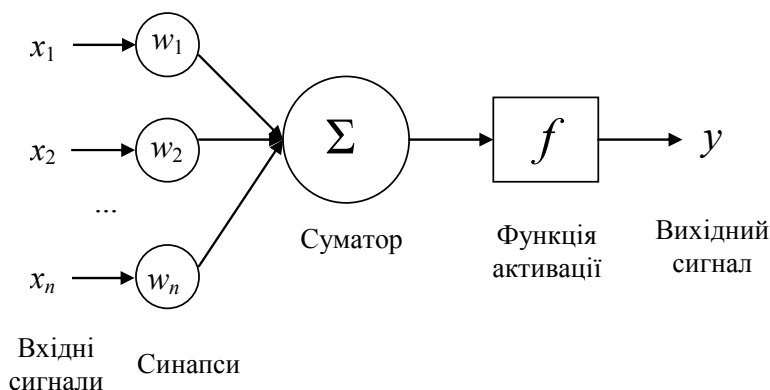 x₁ w₁
x₂ w₂ Σ f y
...
xₙ wₙ
Суматор
Функція
активації
Вихідний
сигнал
Вхідні
сигнали
Синапси